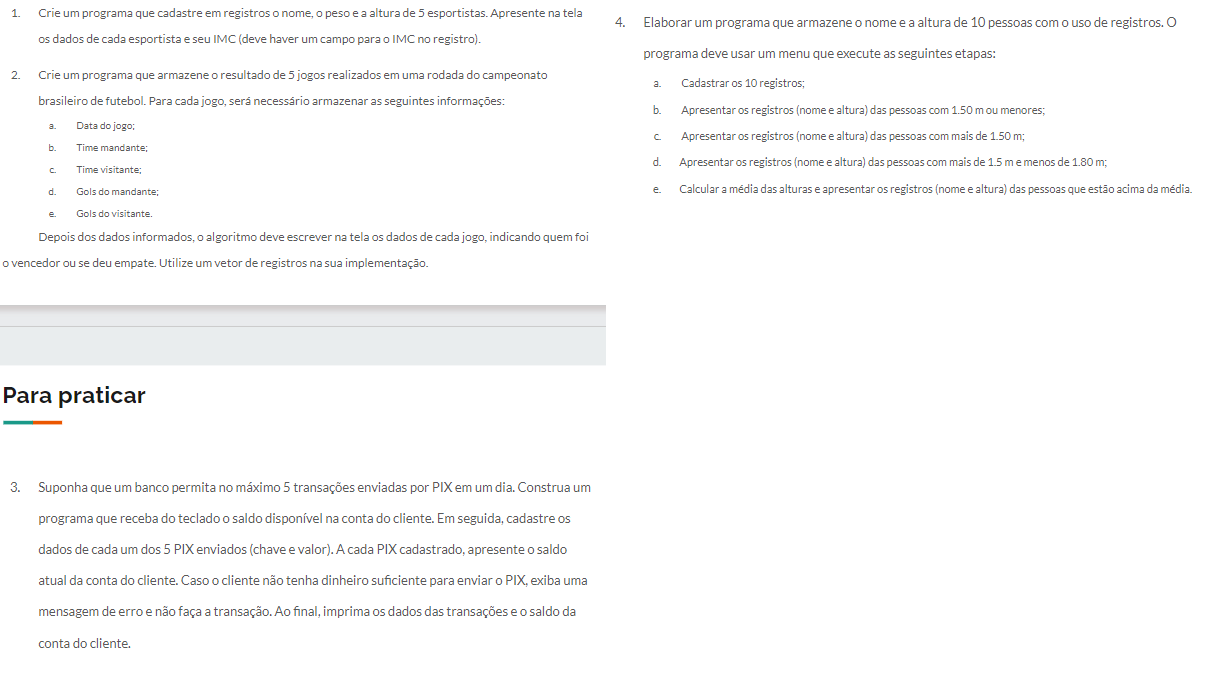 1. Crie um programa que cadastre em registros o nome, o peso e a altura de 5 esportistas. Apresente na tela
os dados de cada esportista e seu IMC (deve haver um campo para o IMC no registro).
2. Crie um programa que armazene o resultado de 5 jogos realizados em uma rodada do campeonato
brasileiro de futebol. Para cada jogo, será necessário armazenar as seguintes informações:
a. Data do jogo;
b. Time mandante;
c. Time visitante;
d. Gols do mandante;
e. Gols do visitante.
Depois dos dados informados, o algoritmo deve escrever na tela os dados de cada jogo, indicando quem foi
o vencedor ou se deu empate. Utilize um vetor de registros na sua implementação.
Para praticar
3. Suponha que um banco permita no máximo 5 transações enviadas por PIX em um dia. Construa um
programa que receba do teclado o saldo disponível na conta do cliente. Em seguida, cadastre os
dados de cada um dos 5 PIX enviados (chave e valor). A cada PIX cadastrado, apresente o saldo
atual da conta do cliente. Caso o cliente não tenha dinheiro suficiente para enviar o PIX, exiba uma
mensagem de erro e não faça a transação. Ao final, imprima os dados das transações e o saldo da
conta do cliente.
4. Elaborar um programa que armazene o nome e a altura de 10 pessoas com o uso de registros. O
programa deve usar um menu que execute as seguintes etapas:
a. Cadastrar os 10 registros;
b. Apresentar os registros (nome e altura) das pessoas com 1.50 m ou menores;
c. Apresentar os registros (nome e altura) das pessoas com mais de 1.50 m;
d. Apresentar os registros (nome e altura) das pessoas com mais de 1.5 m e menos de 1.80 m;
e. Calcular a média das alturas e apresentar os registros (nome e altura) das pessoas que estão acima da média.